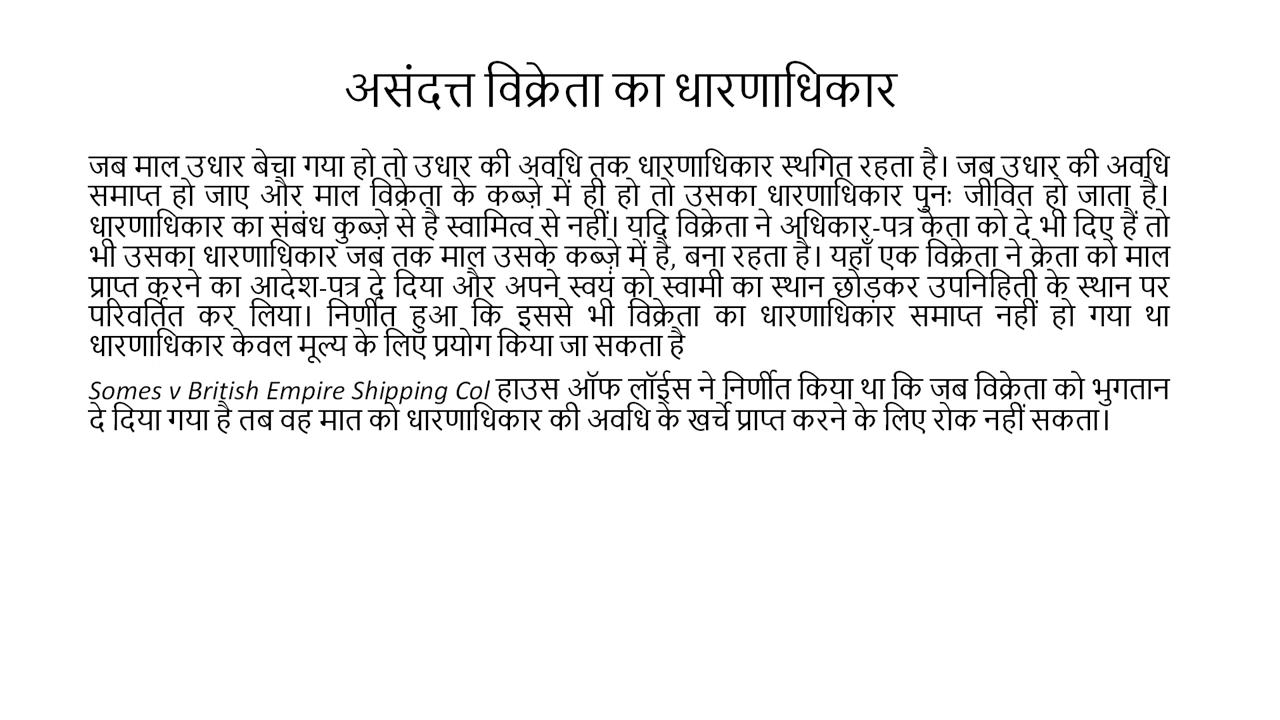 असंदत्त विक्रेता का धारणाधिकार
जब माल उधार बेचा गया हो तो उधार की अवधि तक धारणाधिकार स्थगित रहता है। जब उधार की अवधि
समाप्त हो जाए और माल विक्रेता के कब्ज़े में ही हो तो उसका धारणाधिकार पुनः जीवित हो जाता है।
धारणाधिकार का संबंध कुब्ज़े से है स्वामित्व से नहीं। यदि विक्रेता ने अधिकार-पत्र केता को दे भी दिए हैं तो
भी उसका धारणाधिकार जब तक माल उसके कब्ज़े में है, बना रहता है। यहाँ एक विक्रेता ने क्रेता को माल
प्राप्त करने का आदेश-पत्र दे दिया और अपने स्वयं को स्वामी का स्थान छोड़कर उपनिहिती के स्थान पर
परिवर्तित कर लिया। निर्णीत हुआ कि इससे भी विक्रेता का धारणाधिकार समाप्त नहीं हो गया था
धारणाधिकार केवल मूल्य के लिए प्रयोग किया जा सकता है
Somes v British Empire Shipping Col हाउस ऑफ लॉईस ने निर्णीत किया था कि जब विक्रेता को भुगतान
दे दिया गया है तब वह मात को धारणाधिकार की अवधि के खर्चे प्राप्त करने के लिए रोक नहीं सकता।